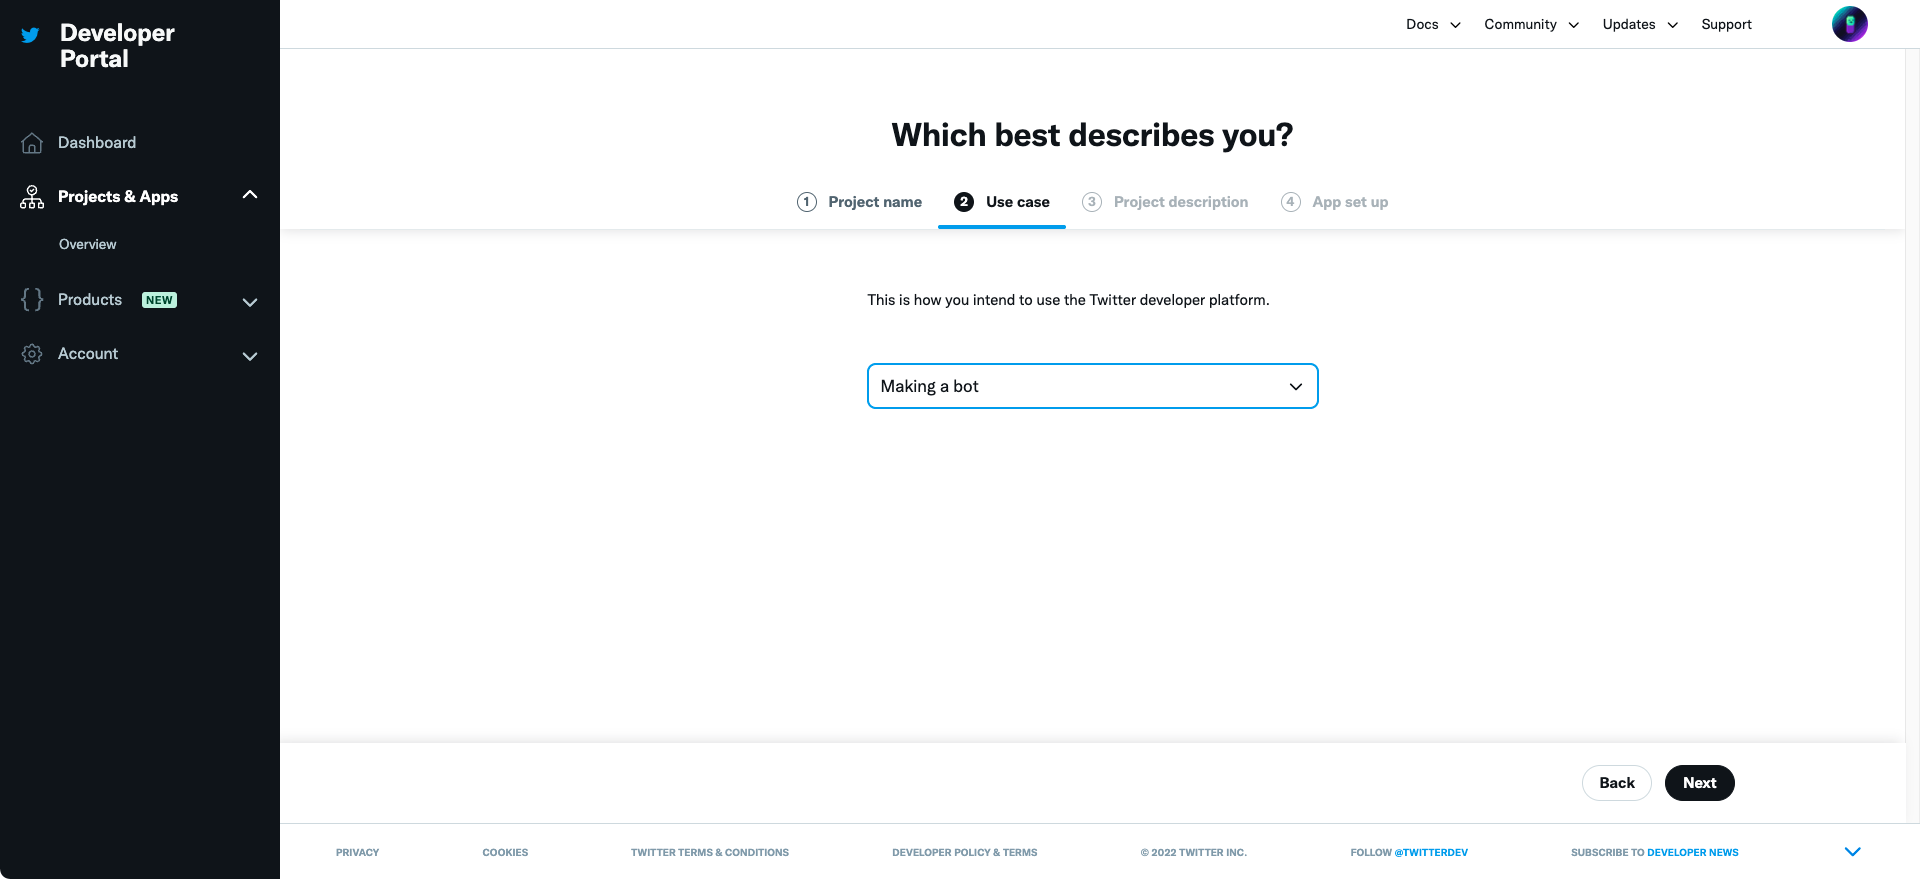 Developer
Portal
Docs
Community
Updates
Support
Dashboard
Projects & Apps
Overview
Products NEW
Account
Which best describes you?
1 Project name
2 Use case
3 Project description
4 App set up
This is how you intend to use the Twitter developer platform.
Making a bot
Back
Next
PRIVACY
COOKIES
TWITTER TERMS & CONDITIONS
DEVELOPER POLICY & TERMS
© 2022 TWITTER INC.
FOLLOW @TWITTERDEV
SUBSCRIBE TO DEVELOPER NEWS